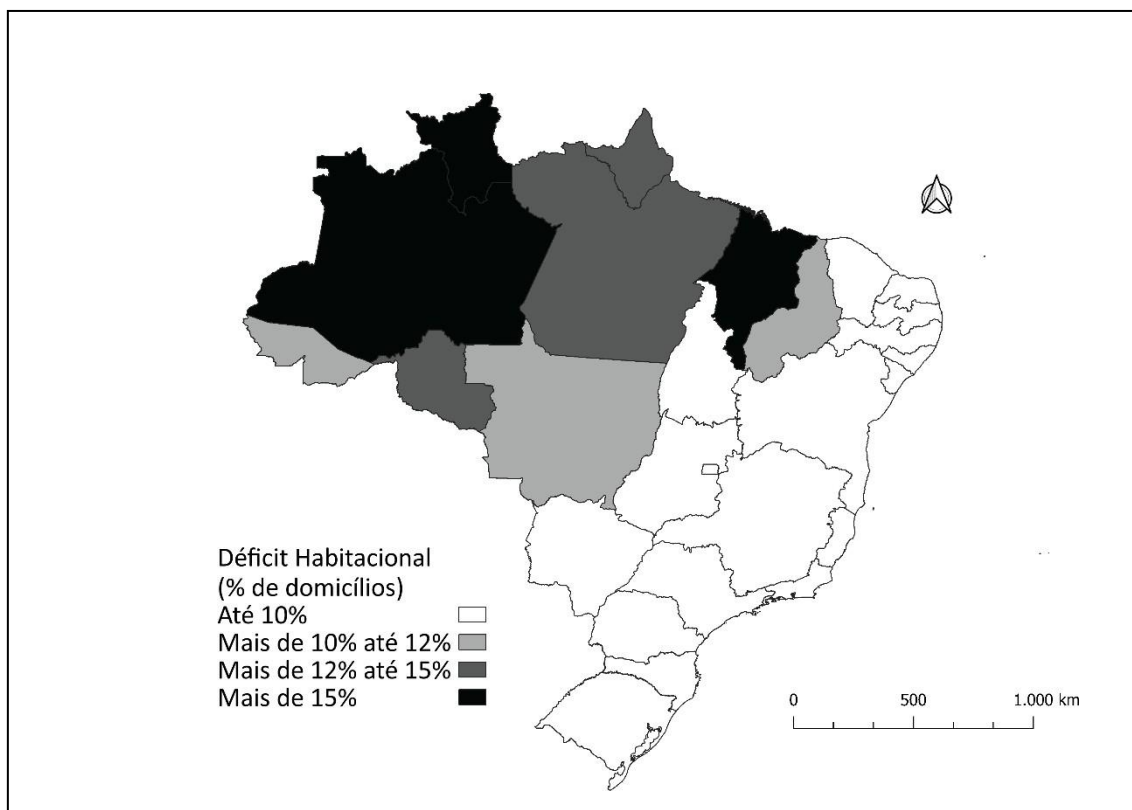 Déficit Habitacional
(% de domicílios)
Até 10%
Mais de 10% até 12%
Mais de 12% até 15%
Mais de 15%
0 500 1.000 km